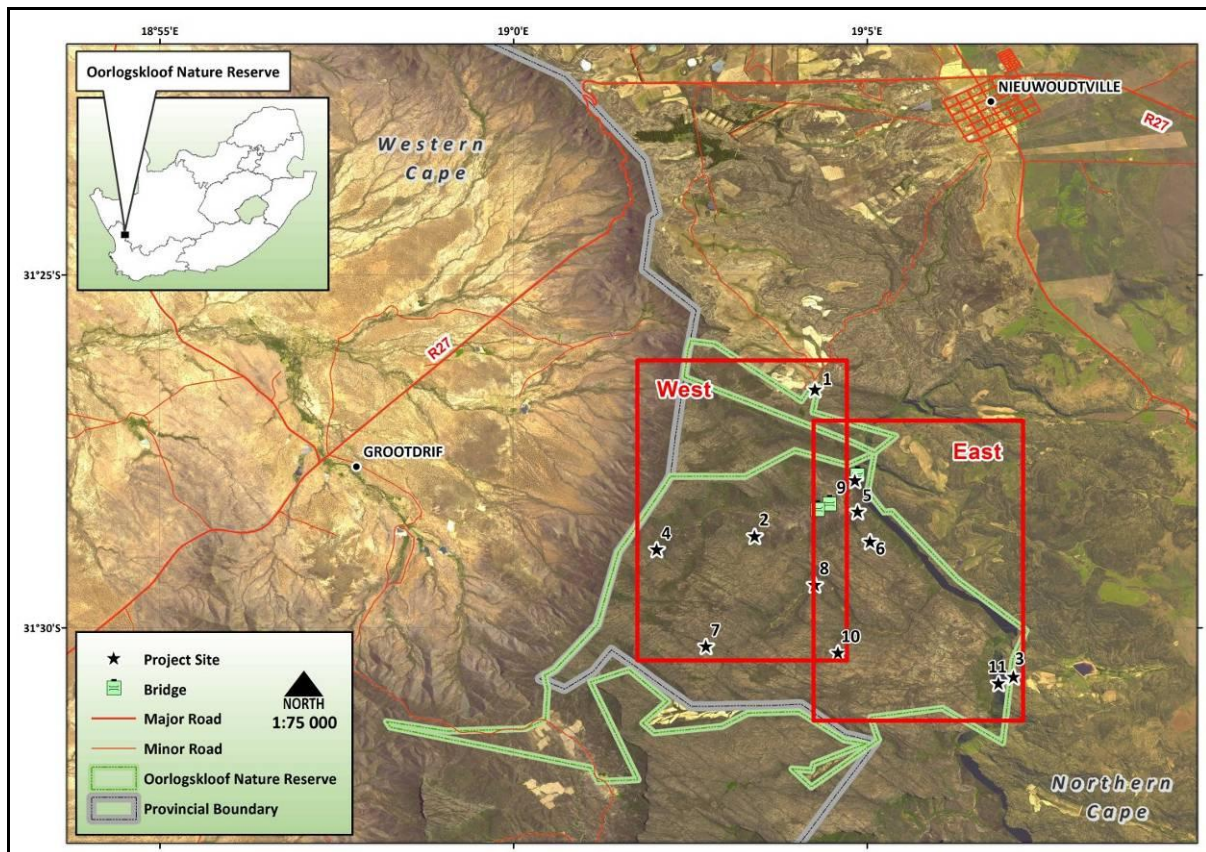 18°55'E
19°0'E
19°5'E
Oorlogskloof Nature Reserve
NIEUWOUDTVILLE
R27
Western
Cape
31°25'S
R27
1
West
East
GROOTDRIF
9
5
2
4
6
8
31°30'S
7
10
3
11
Project Site
Bridge
NORTH
1:75 000
Major Road
Minor Road
Oorlogskloof Nature Reserve
Provincial Boundary
Northern
Cape